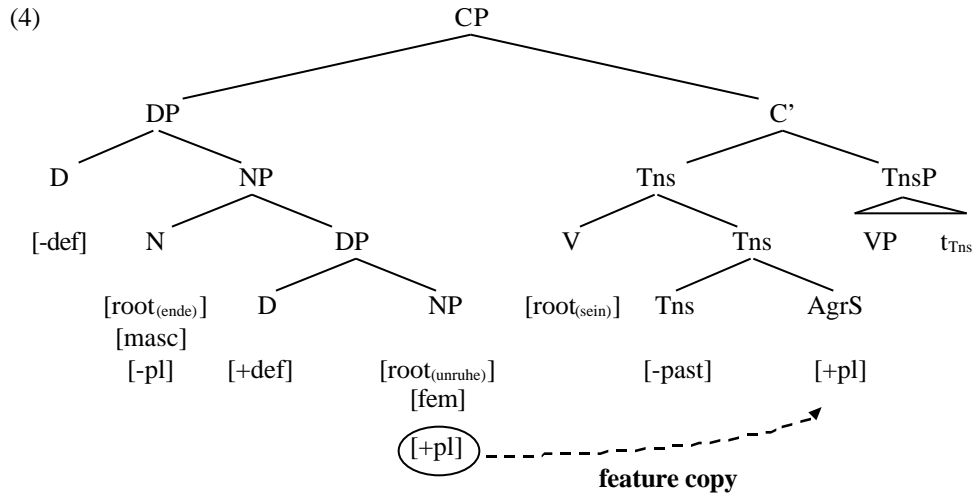 (4) CP
DP C’
D NP Tns TnsP
[-def] N DP V Tns VP tTns
[root(ende)] D NP [root(sein)] Tns AgrS
[masc]
[-pl] [+def] [root(unruhe)] [-past] [+pl]
[fem]
[+pl]
feature copy